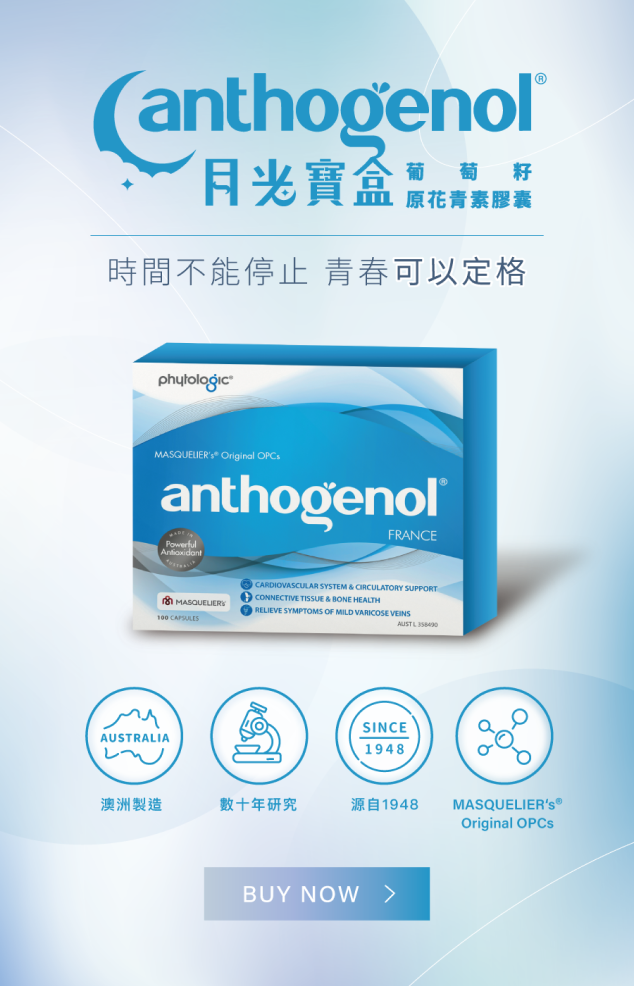 anthogenol®
月光寶盒 葡萄籽
原花青素膠囊
時間不能停止 青春可以定格
phytologic®
MASQUELIER's® Original OPCs
anthogenol®
FRANCE
MADE IN
Powerful
Antioxidant
AUSTRALIA
CARDIOVASCULAR SYSTEM & CIRCULATORY SUPPORT
CONNECTIVE TISSUE & BONE HEALTH
RELIEVE SYMPTOMS OF MILD VARICOSE VEINS
MASQUELIER's
100 CAPSULES
AUST L 358490
AUSTRALIA
SINCE
1948
澳洲製造
數十年研究
源自1948
MASQUELIER's®
Original OPCs
BUY NOW >